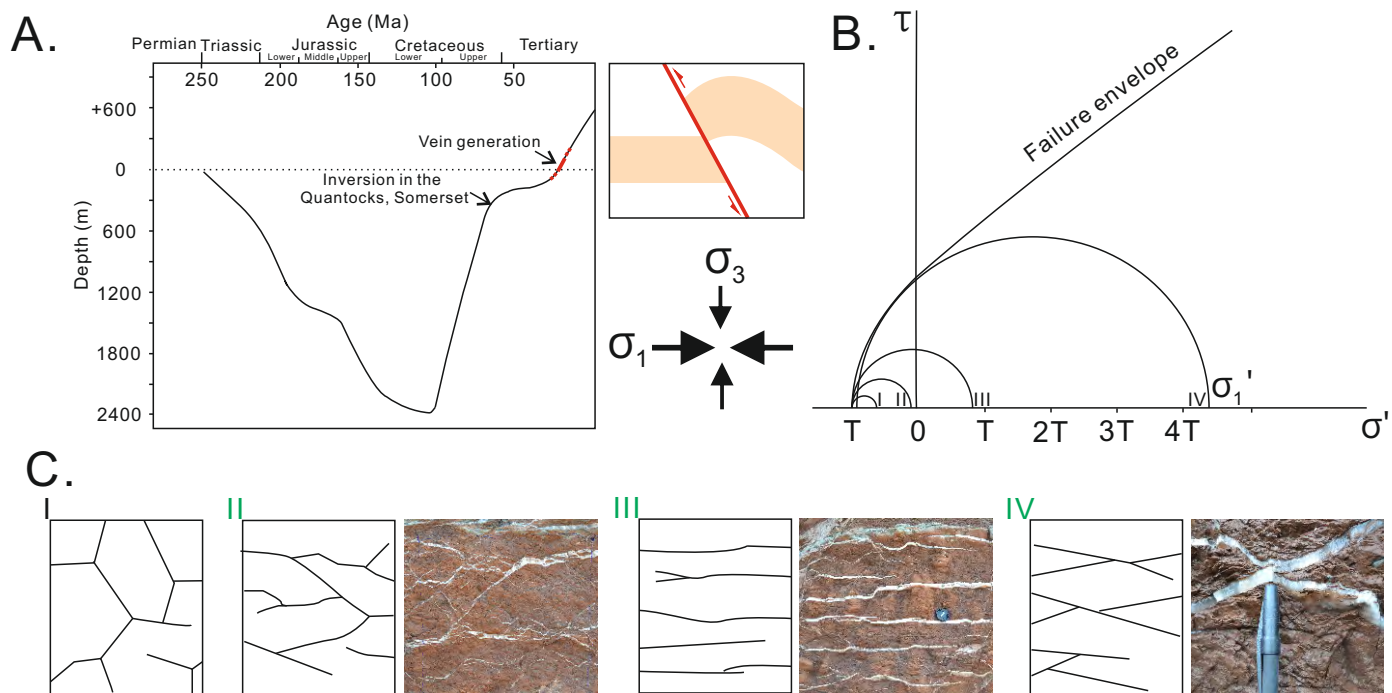 A.
Age (Ma)
Permian Triassic Jurassic Cretaceous Tertiary
Lower Middle Upper Lower Upper
250 200 150 100 50
+600
0
600
1200
1800
2400
Depth (m)
Vein generation
Inversion in the
Quantocks, Somerset
σ3
σ1
B.
τ
Failure envelope
I II III IV σ1'
T 0 T 2T 3T 4T σ'
C.
I II III IV